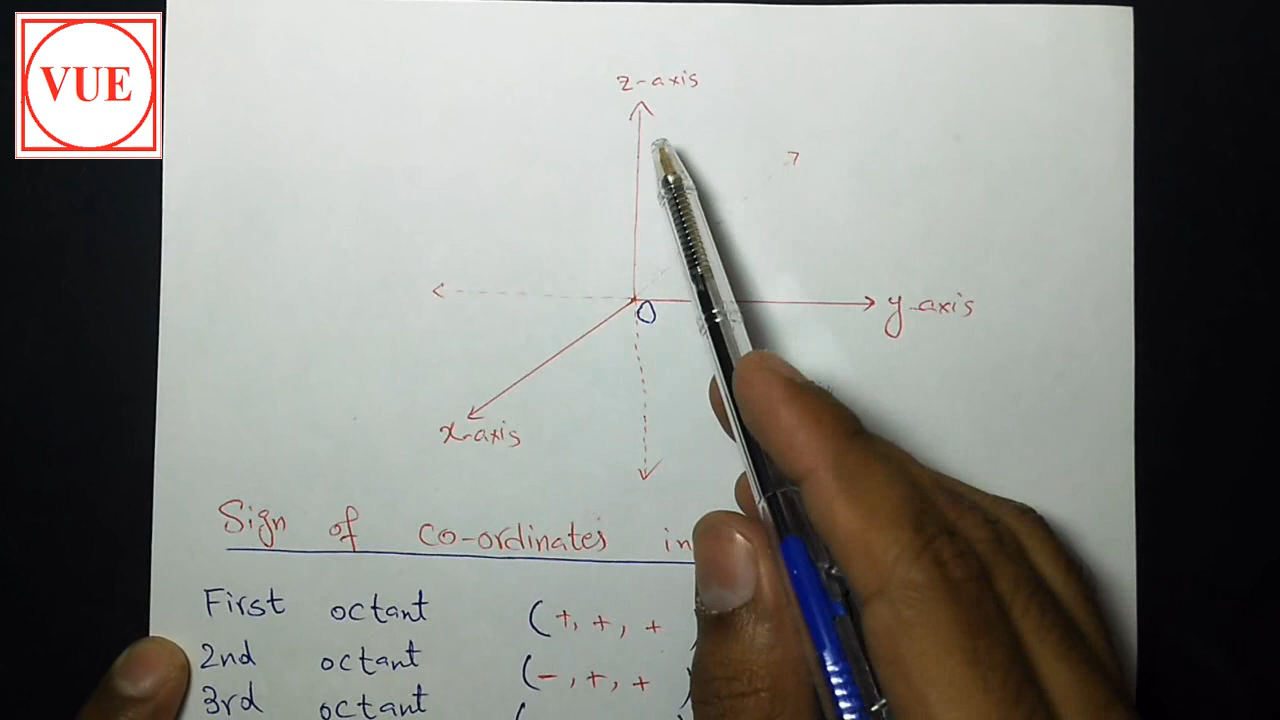 VUE
z-axis
O
y-axis
x-axis
Sign of co-ordinates in
First octant (+, +, +
2nd octant (-, +, + )
3rd octant (